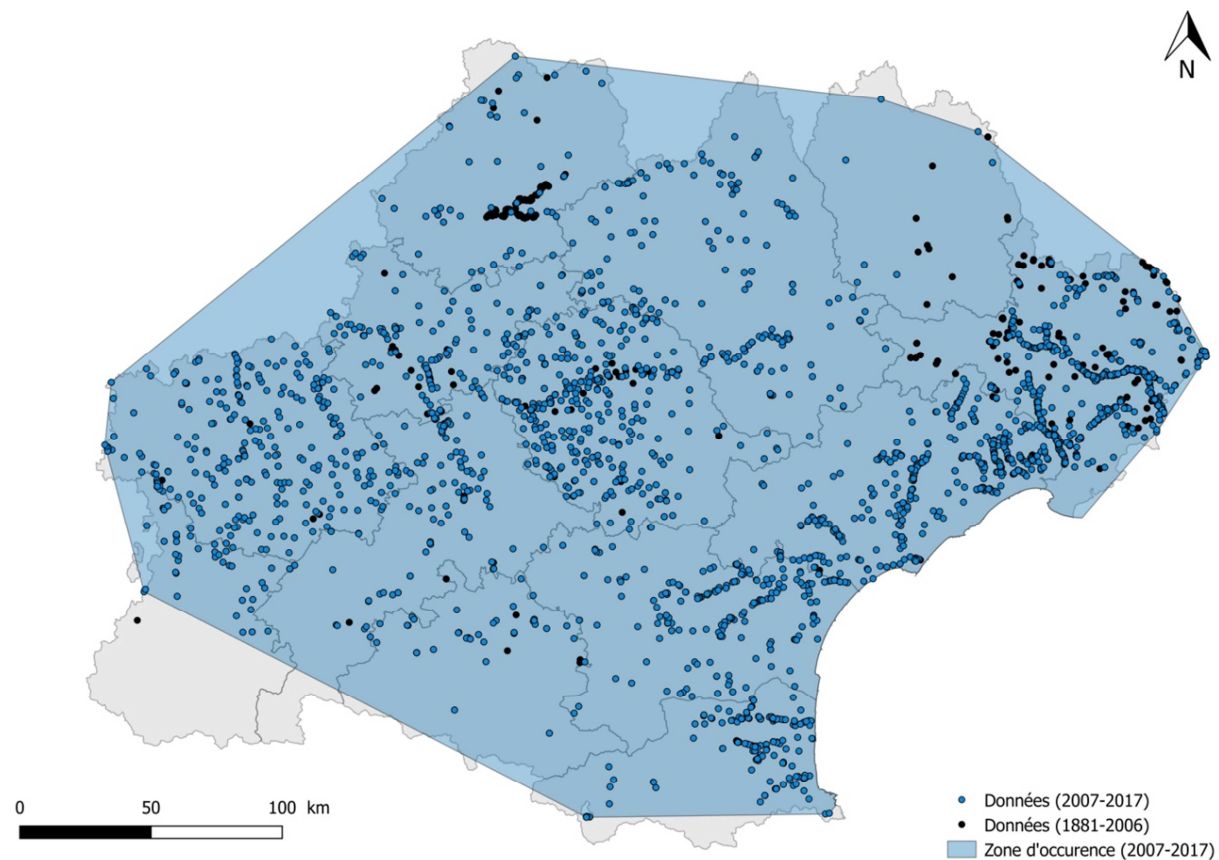 N
0 50 100 km
Données (2007-2017)
Données (1881-2006)
Zone d'occurence (2007-2017)